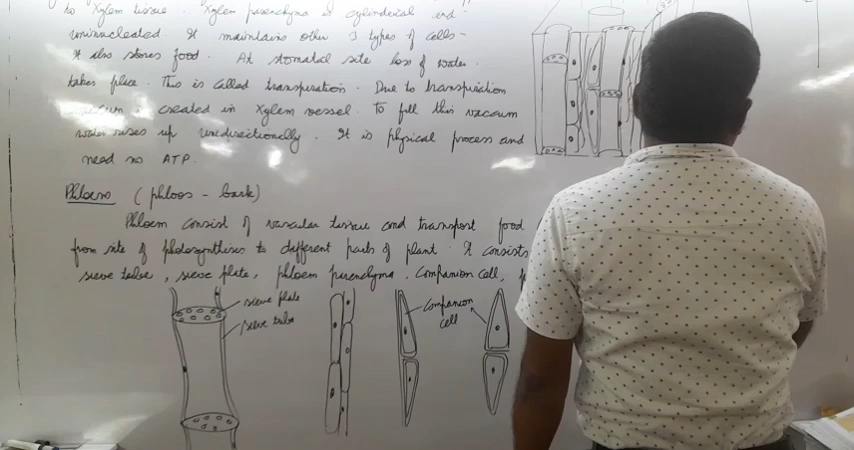 to Xylem tissue. Xylem parenchyma is cylinderical and
uninucleated. It maintains other 3 types of cells -
It also stores food. At stomatal site loss of water
takes place. This is called transpiration. Due to transpiration
is created in Xylem vessel. To fill this vacuum
water rises up unidirectionally. It is physical process and
need no ATP.
Phloem (phloos - bark)
Phloem consist of vascular tissue and transport food
from site of photosynthesis to different parts of plant. It consists
sieve tube, sieve plate, phloem parenchyma. Companion cell,
sieve plate
sieve tube
Companion
cell